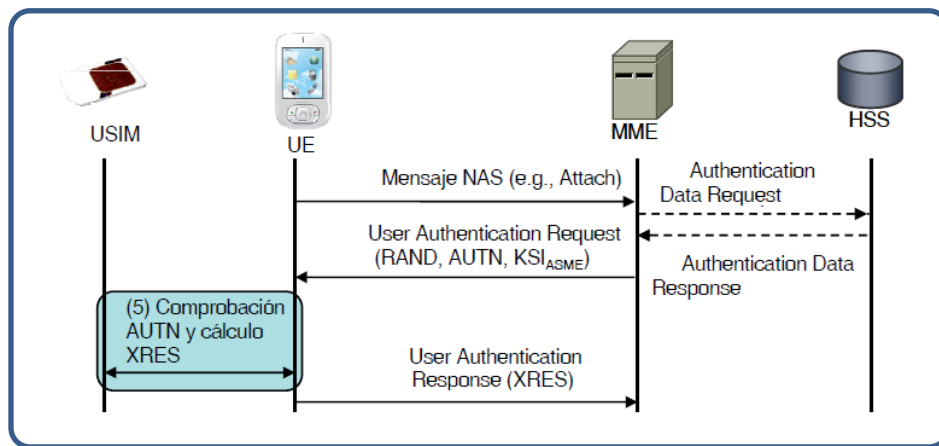 USIM
UE
MME
HSS
Mensaje NAS (e.g., Attach)
Authentication
Data Request
User Authentication Request
(RAND, AUTN, KSIASME)
Authentication Data
Response
(5) Comprobación
AUTN y cálculo
XRES
User Authentication
Response (XRES)